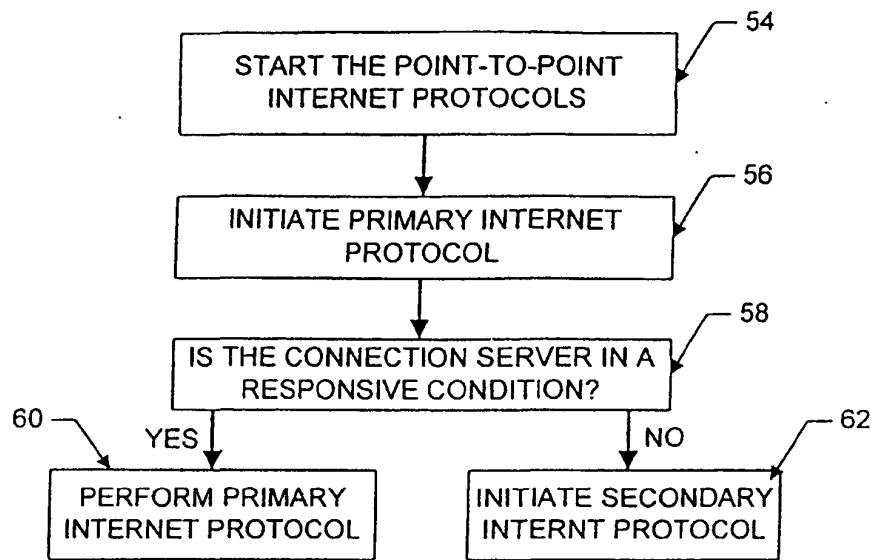 54
START THE POINT-TO-POINT
INTERNET PROTOCOLS
56
INITIATE PRIMARY INTERNET
PROTOCOL
58
IS THE CONNECTION SERVER IN A
RESPONSIVE CONDITION?
60
YES
NO
62
PERFORM PRIMARY
INTERNET PROTOCOL
INITIATE SECONDARY
INTERNT PROTOCOL